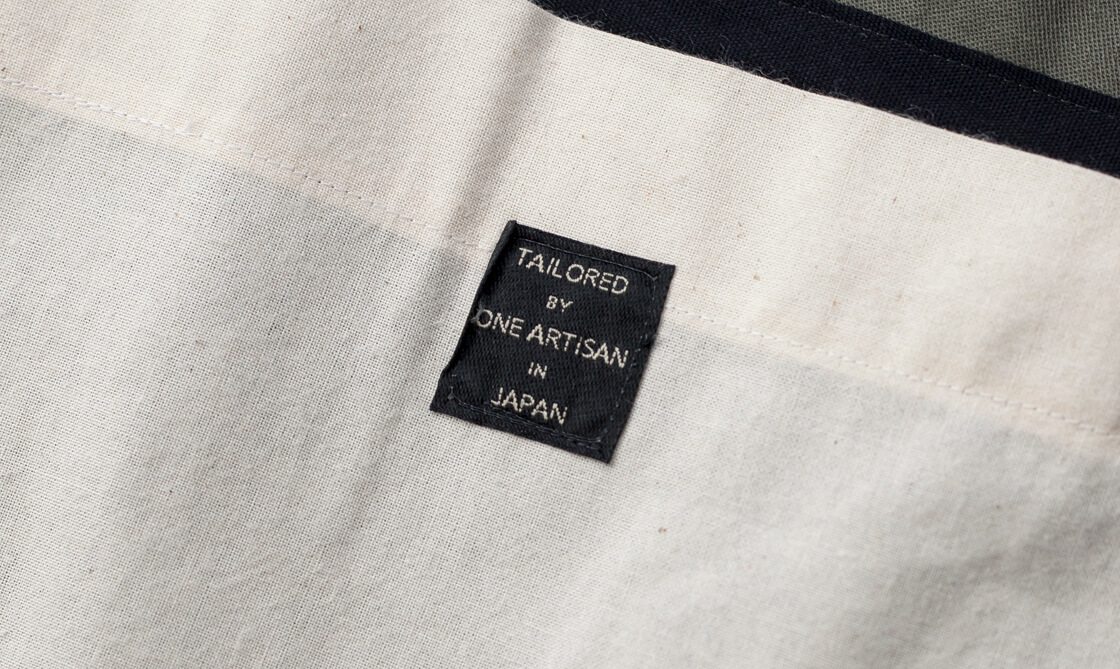 TAILORED
BY
ONE ARTISAN
IN
JAPAN